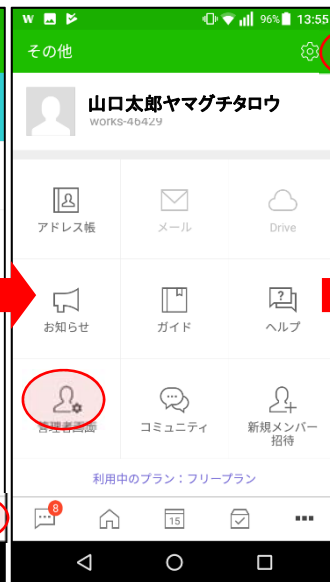 W 96% 13:55
その他
山口太郎ヤマグチタロウ
works-46429
アドレス帳 メール Drive
お知らせ ガイド ヘルプ
管理者画面 コミュニティ 新規メンバー
招待
利用中のプラン：フリープラン
8 15